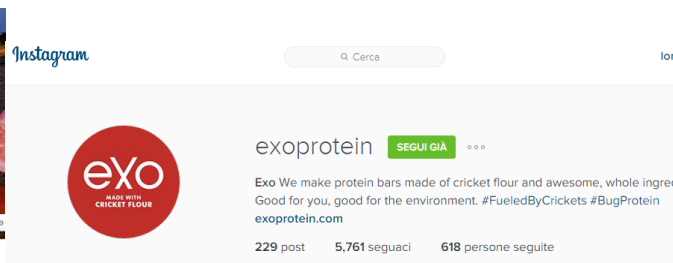 Instagram
Cerca
exoprotein SEGUI GIÀ
exo
MADE WITH
CRICKET FLOUR
Exo We make protein bars made of cricket flour and awesome, whole
Good for you, good for the environment. #FueledByCrickets #BugProtein
exoprotein.com
229 post 5,761 seguaci 618 persone seguite